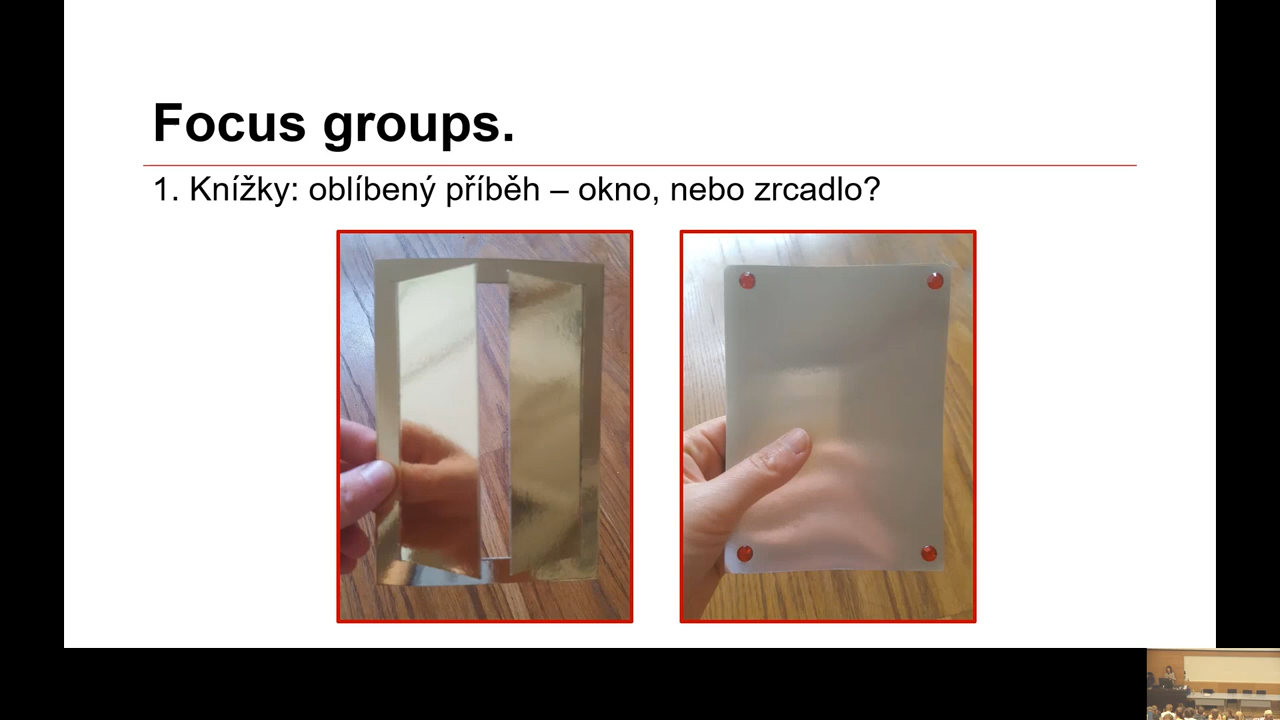 Focus groups.
1. Knížky: oblíbený příběh – okno, nebo zrcadlo?